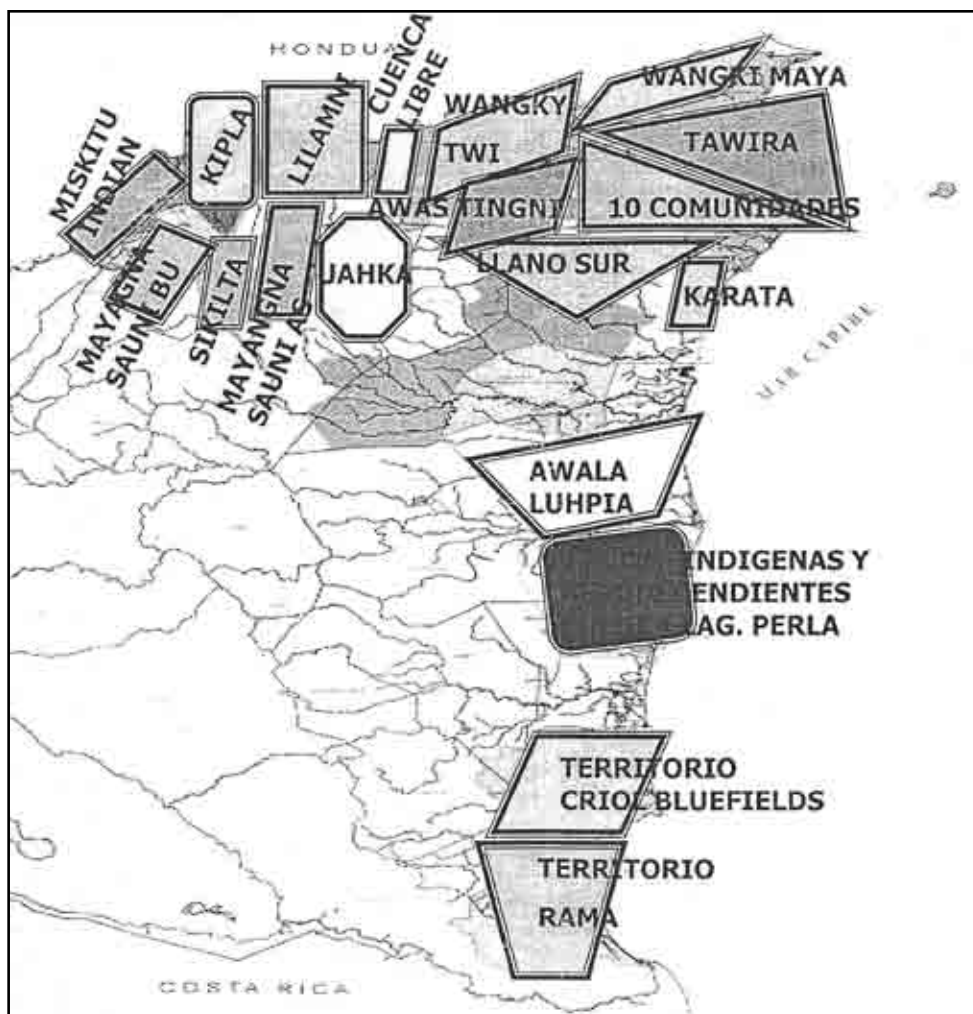 HONDUA
CUENCA
LIBRE
WANGKI MAYA
WANGKY
TWI
TAWIRA
MISKITU
INDIAN
KIPLA
LILAMNI
AWAS TINGNI
10 COMUNIDADES
MAYAGNA
SAUNI BU
SIKILTA
MAYANGNA
SAUNI AS
JAHKA
LLANO SUR
KARATA
MAR CARIBE
AWALA
LUHPIA
INDIGENAS Y
ENDIENTES
LAG. PERLA
TERRITORIO
CRIOL BLUEFIELDS
TERRITORIO
RAMA
COSTA RICA